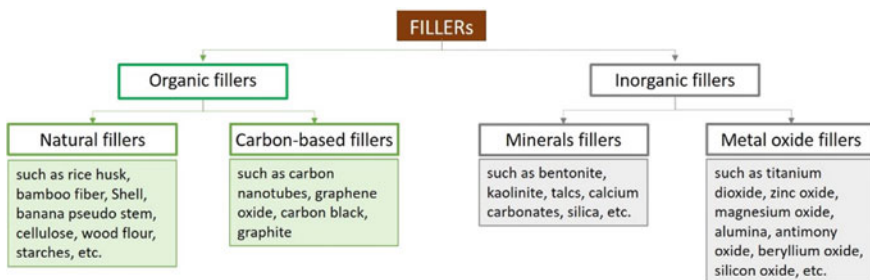 FILLERs
Organic fillers
Inorganic fillers
Natural fillers
Carbon-based fillers
Minerals fillers
Metal oxide fillers
such as rice husk,
bamboo fiber, Shell,
banana pseudo stem,
cellulose, wood flour,
starches, etc.
such as carbon
nanotubes, graphene
oxide, carbon black,
graphite
such as bentonite,
kaolinite, talcs, calcium
carbonates, silica, etc.
such as titanium
dioxide, zinc oxide,
magnesium oxide,
alumina, antimony
oxide, beryllium oxide,
silicon oxide, etc.